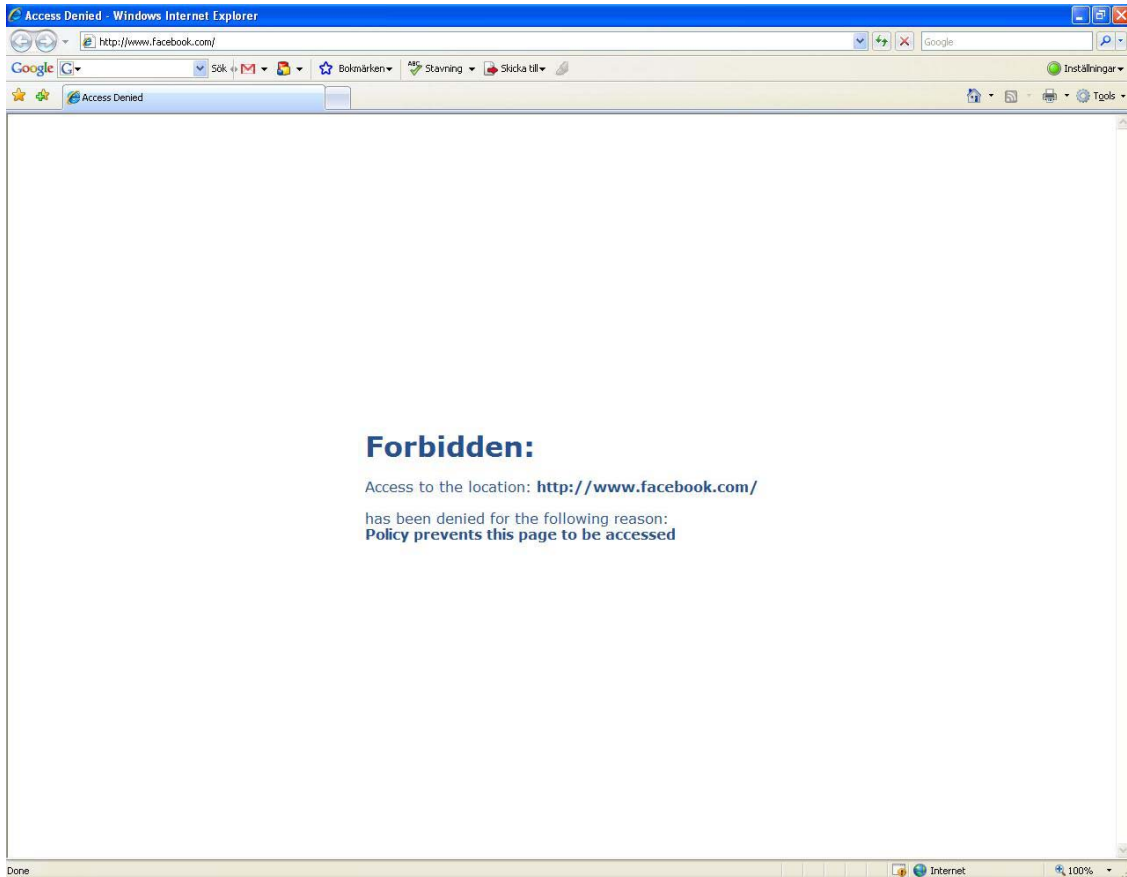 Access Denied - Windows Internet Explorer
http://www.facebook.com/
Google
Google G Sök Bokmärken ABC Stavning Skicka till Inställningar
Access Denied Tools
Forbidden:
Access to the location: http://www.facebook.com/
has been denied for the following reason:
Policy prevents this page to be accessed
Done Internet 100%